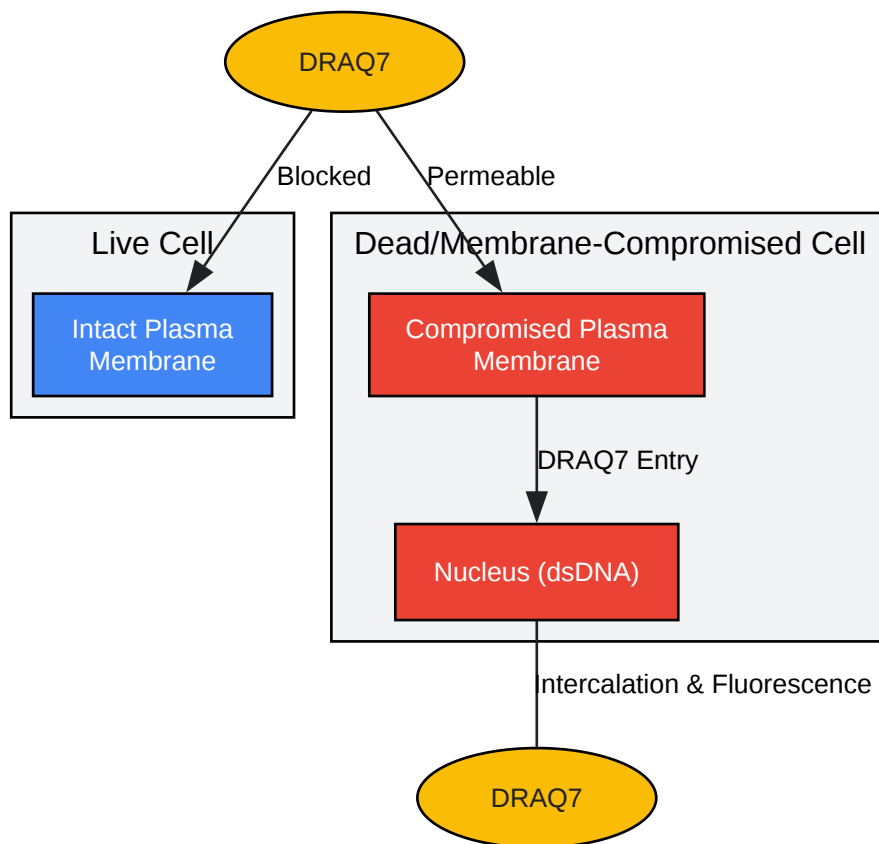 DRAQ7
Blocked
Permeable
Live Cell
Dead/Membrane-Compromised Cell
Intact Plasma
Membrane
Compromised Plasma
Membrane
DRAQ7 Entry
Nucleus (dsDNA)
Intercalation & Fluorescence
DRAQ7